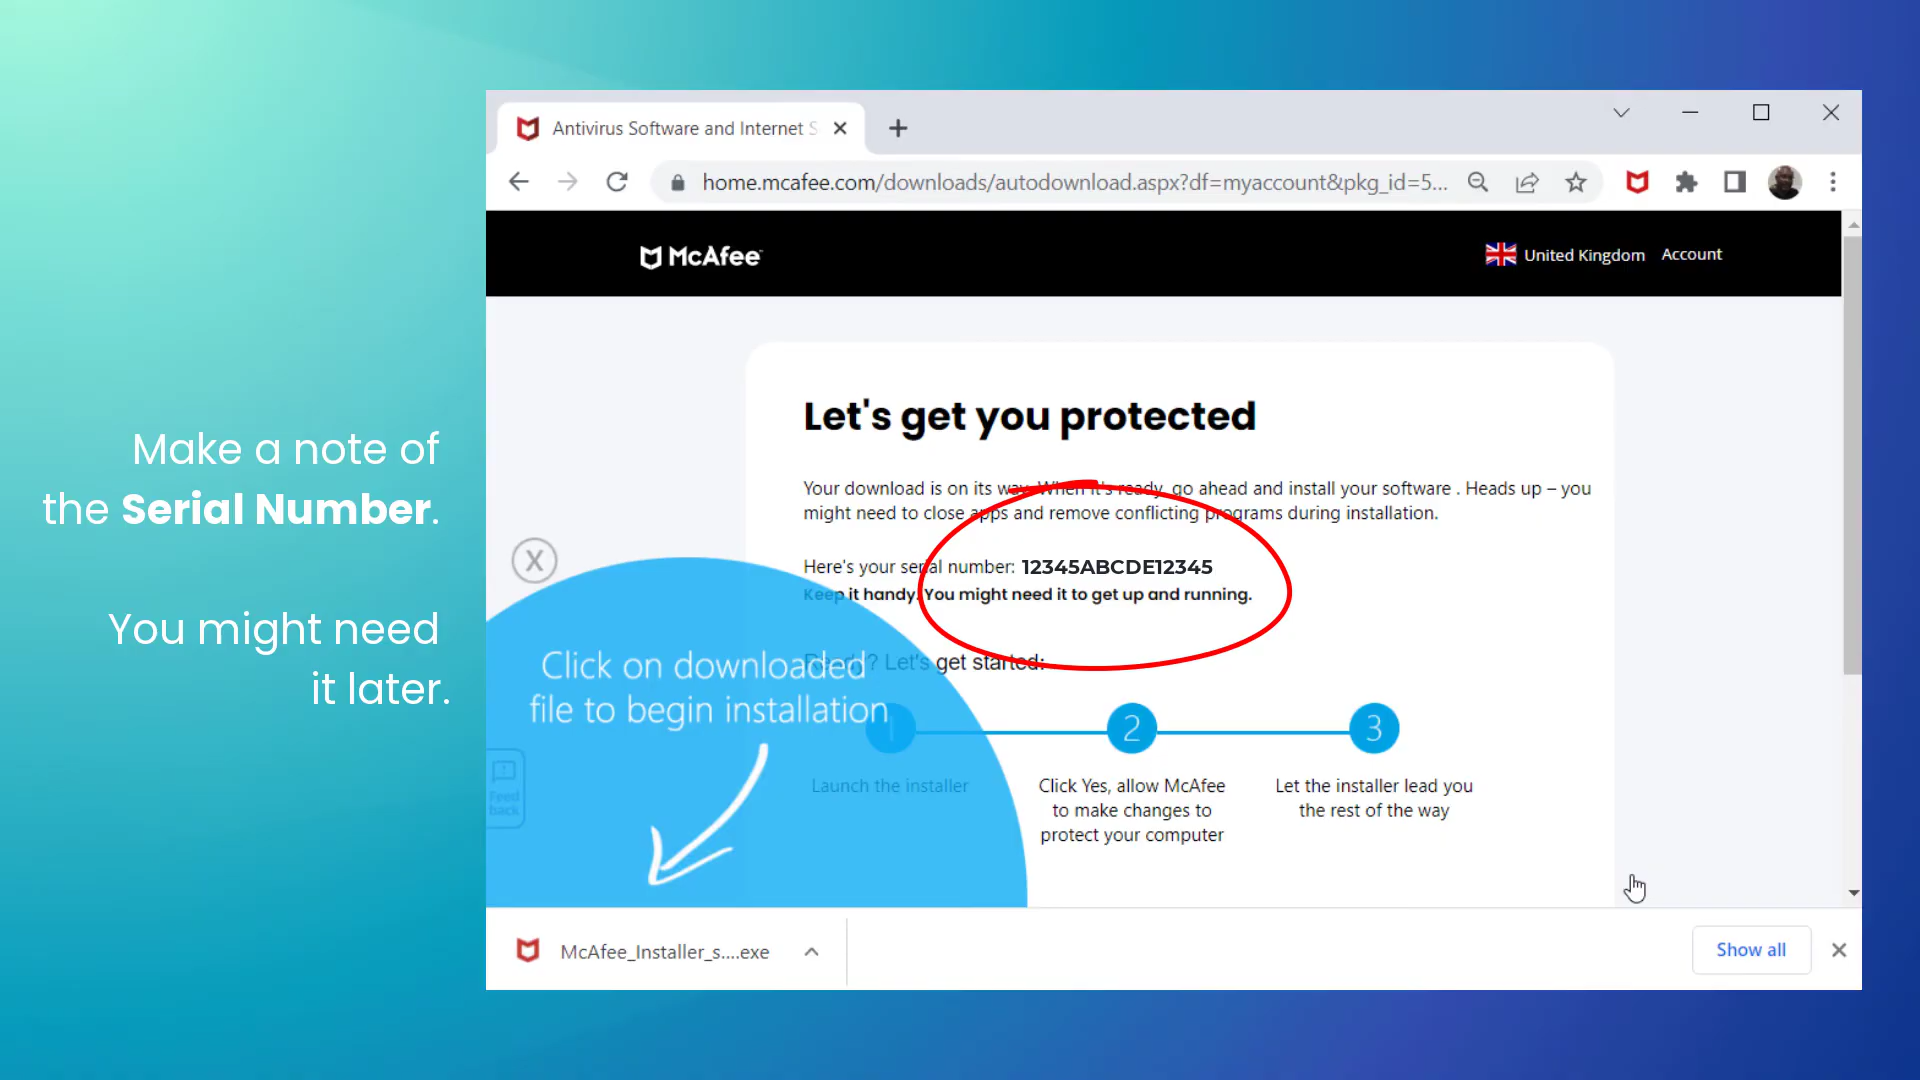 Make a note of
the Serial Number.
You might need
it later.
Antivirus Software and Internet S
home.mcafee.com/downloads/autodownload.aspx?df=myaccount&pkg_id=5...
McAfee
United Kingdom
Account
Let's get you protected
Your download is on its way. When it's ready, go ahead and install your software . Heads up – you
might need to close apps and remove conflicting programs during installation.
Here's your serial number: 12345ABCDE12345
Keep it handy. You might need it to get up and running.
X
Ready? Let's get started:
Click on downloaded
file to begin installation
1
2
3
Launch the installer
Click Yes, allow McAfee
to make changes to
protect your computer
Let the installer lead you
the rest of the way
Feed
back
McAfee_Installer_s....exe
Show all